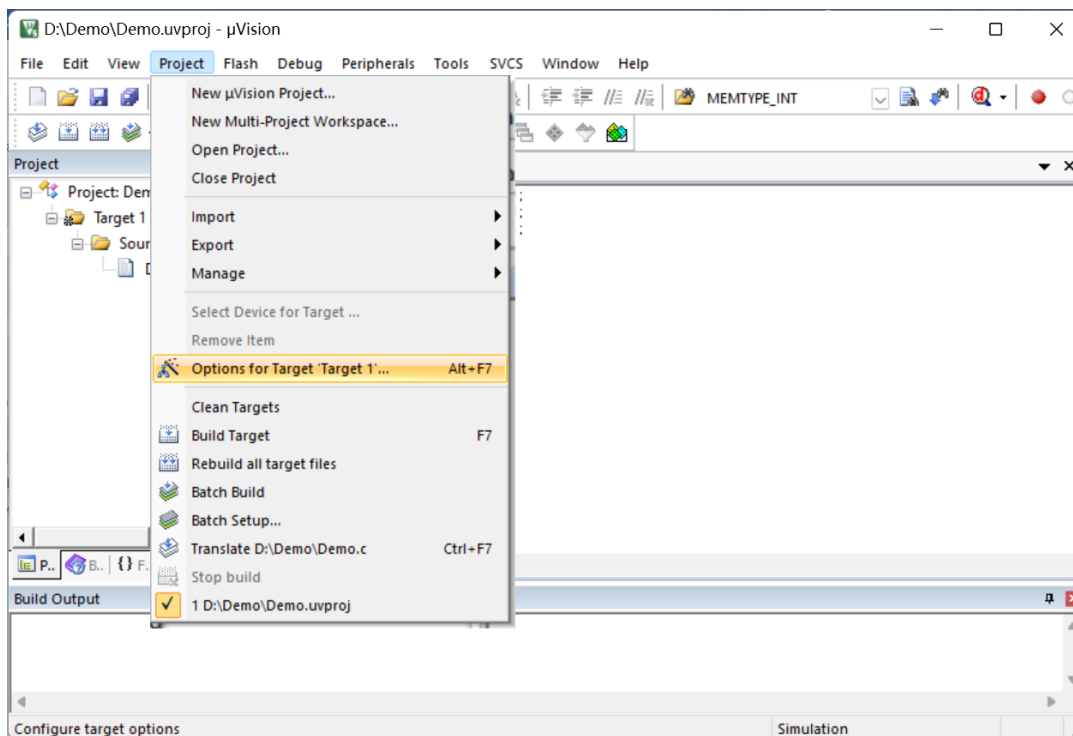 D:\Demo\Demo.uvproj - µVision
File Edit View Project Flash Debug Peripherals Tools SVCS Window Help
MEMTYPE_INT
Project
Project: Dem
Target 1
Sour
New µVision Project...
New Multi-Project Workspace...
Open Project...
Close Project
Import
Export
Manage
Select Device for Target ...
Remove Item
Options for Target 'Target 1'... Alt+F7
Clean Targets
Build Target F7
Rebuild all target files
Batch Build
Batch Setup...
Translate D:\Demo\Demo.c Ctrl+F7
Stop build
1 D:\Demo\Demo.uvproj
P.. B.. {} F.
Build Output
Configure target options Simulation